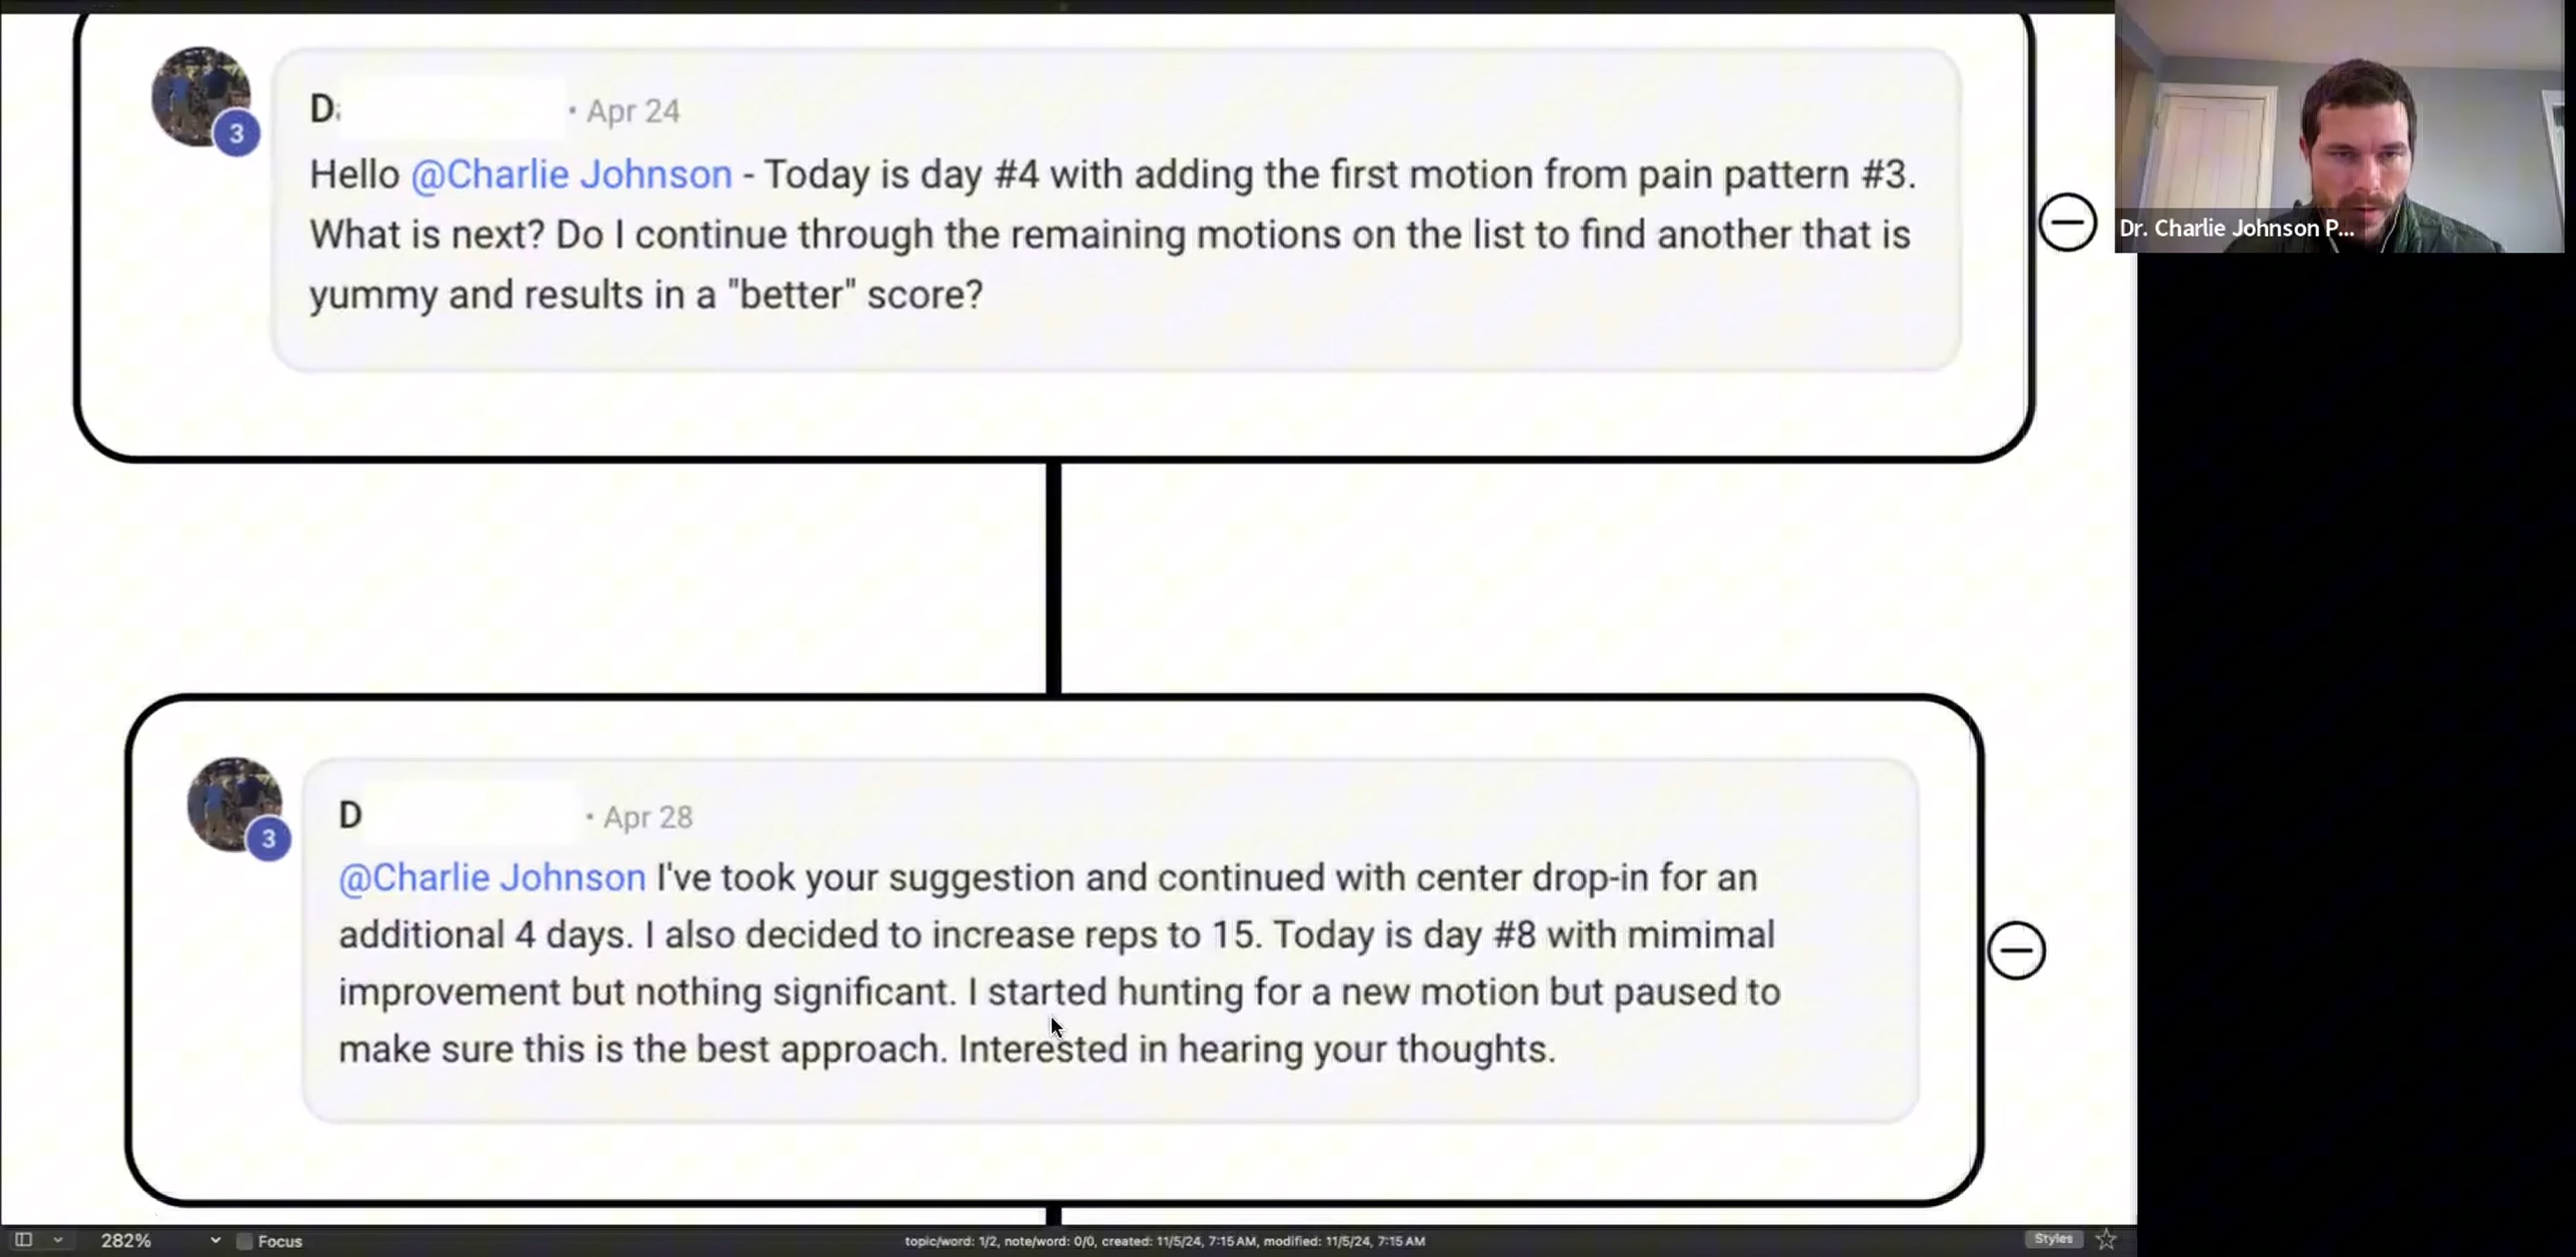 D
• Apr 24
3
Hello @Charlie Johnson - Today is day #4 with adding the first motion from pain pattern #3.
What is next? Do I continue through the remaining motions on the list to find another that is
yummy and results in a "better" score?
Dr. Charlie Johnson P...
D
• Apr 28
3
@Charlie Johnson I've took your suggestion and continued with center drop-in for an
additional 4 days. I also decided to increase reps to 15. Today is day #8 with mimimal
improvement but nothing significant. I started hunting for a new motion but paused to
make sure this is the best approach. Interested in hearing your thoughts.
282%
Focus
topic/word: 1/2, note/word: 0/0, created: 11/5/24, 7:15 AM, modified: 11/5/24, 7:15 AM
Styles